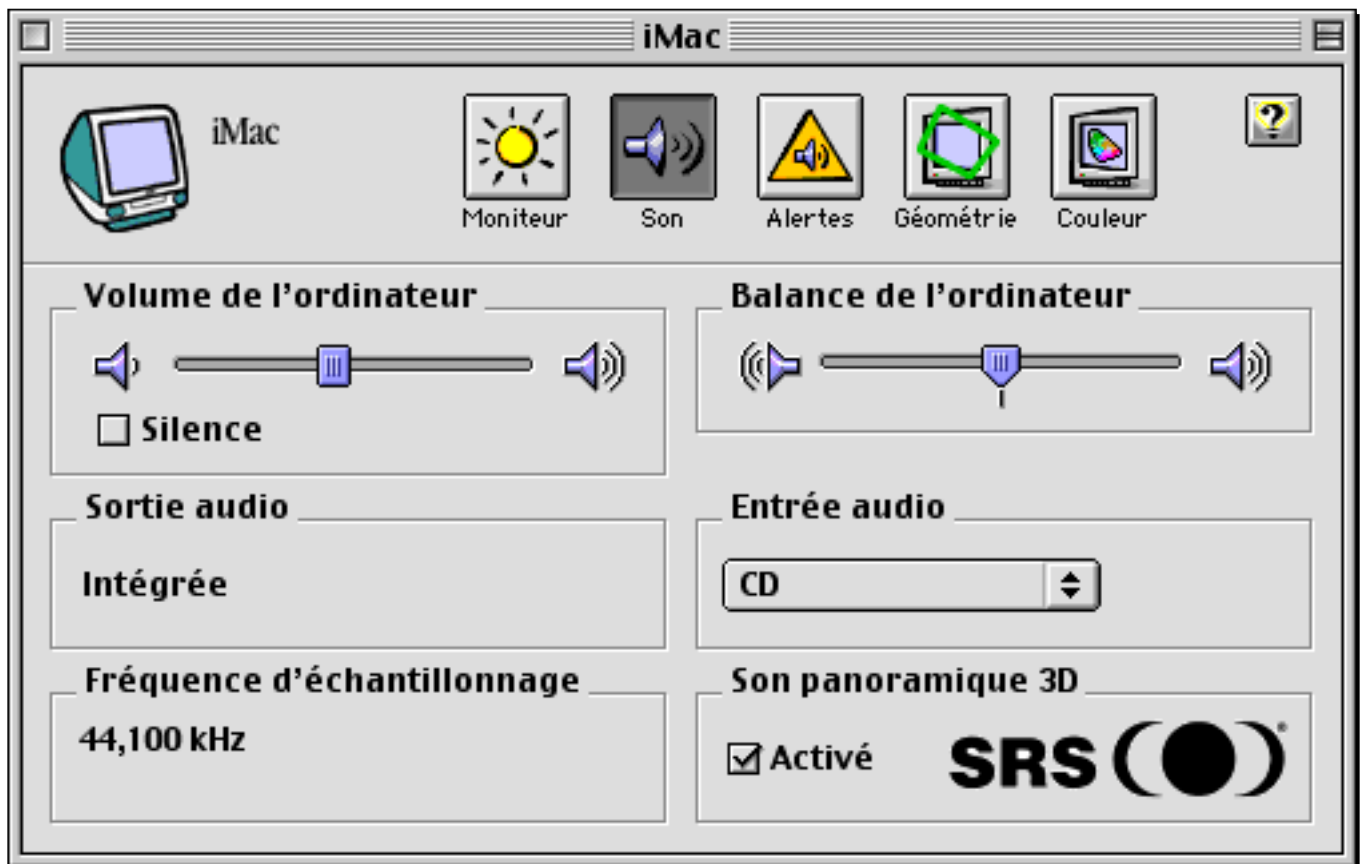 iMac
iMac
Moniteur
Son
Alertes
Géométrie
Couleur
?
Volume de l’ordinateur
Balance de l’ordinateur
Silence
Sortie audio
Entrée audio
Intégrée
CD
Fréquence d’échantillonnage
Son panoramique 3D
44,100 kHz
Activé
SRS
®